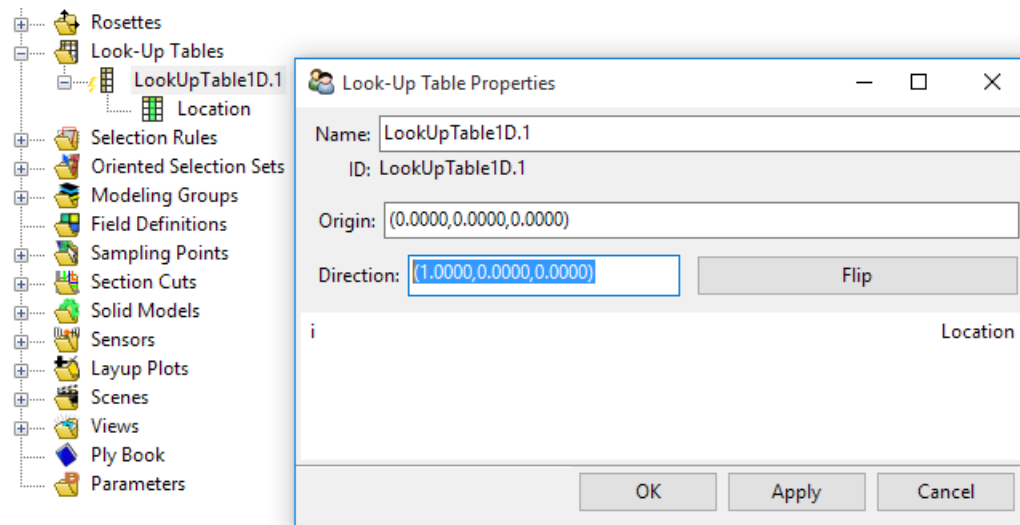 Rosettes
Look-Up Tables
LookUpTable1D.1
Location
Selection Rules
Oriented Selection Sets
Modeling Groups
Field Definitions
Sampling Points
Section Cuts
Solid Models
Sensors
Layup Plots
Scenes
Views
Ply Book
Parameters
Look-Up Table Properties
Name: LookUpTable1D.1
ID: LookUpTable1D.1
Origin: (0.0000,0.0000,0.0000)
Direction: (1.0000,0.0000,0.0000) Flip
i Location
OK Apply Cancel